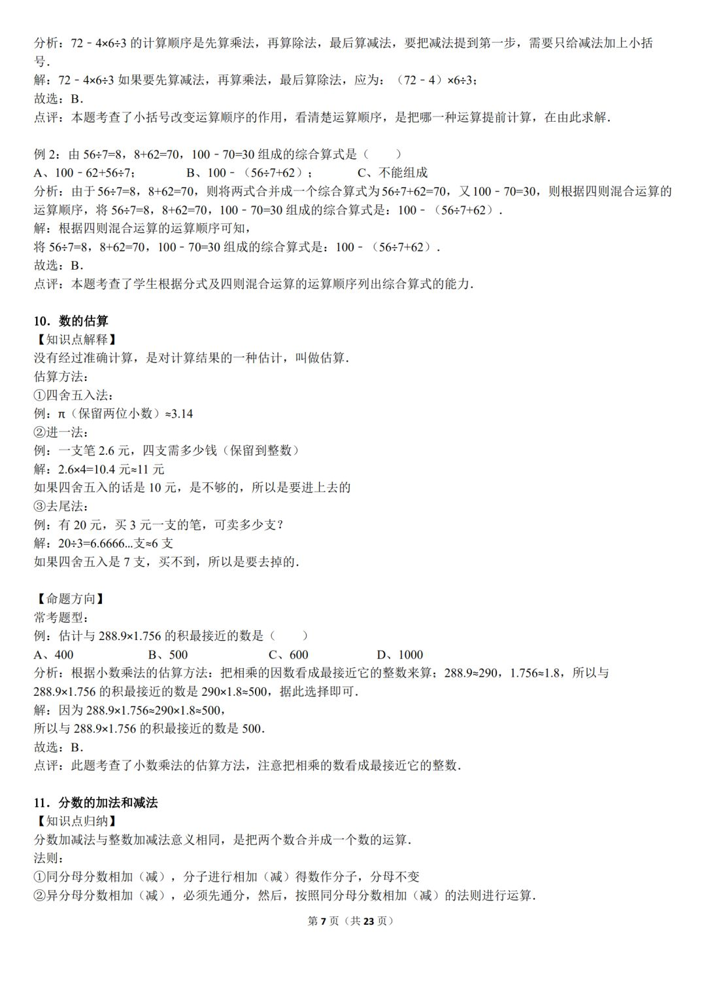 分析：72﹣4×6÷3 的计算顺序是先算乘法，再算除法，最后算减法，要把减法提到第一步，需要只给减法加上小括
号．
解：72﹣4×6÷3 如果要先算减法，再算乘法，最后算除法，应为：（72﹣4）×6÷3；
故选：B．
点评：本题考查了小括号改变运算顺序的作用，看清楚运算顺序，是把哪一种运算提前计算，在由此求解．
例 2：由 56÷7=8，8+62=70，100﹣70=30 组成的综合算式是（　　）
A、100﹣62+56÷7； B、100﹣（56÷7+62）； C、不能组成
分析：由于 56÷7=8，8+62=70，则将两式合并成一个综合算式为 56÷7+62=70，又 100﹣70=30，则根据四则混合运算的
运算顺序，将 56÷7=8，8+62=70，100﹣70=30 组成的综合算式是：100﹣（56÷7+62）．
解：根据四则混合运算的运算顺序可知，
将 56÷7=8，8+62=70，100﹣70=30 组成的综合算式是：100﹣（56÷7+62）．
故选：B．
点评：本题考查了学生根据分式及四则混合运算的运算顺序列出综合算式的能力．
10．数的估算
【知识点解释】
没有经过准确计算，是对计算结果的一种估计，叫做估算．
估算方法：
①四舍五入法：
例：π（保留两位小数）≈3.14
②进一法：
例：一支笔 2.6 元，四支需多少钱（保留到整数）
解：2.6×4=10.4 元≈11 元
如果四舍五入的话是 10 元，是不够的，所以是要进上去的
③去尾法：
例：有 20 元，买 3 元一支的笔，可卖多少支？
解：20÷3=6.6666…支≈6 支
如果四舍五入是 7 支，买不到，所以是要去掉的．
【命题方向】
常考题型：
例：估计与 288.9×1.756 的积最接近的数是（　　）
A、400 B、500 C、600 D、1000
分析：根据小数乘法的估算方法：把相乘的因数看成最接近它的整数来算；288.9≈290，1.756≈1.8，所以与
288.9×1.756 的积最接近的数是 290×1.8≈500，据此选择即可．
解：因为 288.9×1.756≈290×1.8≈500，
所以与 288.9×1.756 的积最接近的数是 500．
故选：B．
点评：此题考查了小数乘法的估算方法，注意把相乘的数看成最接近它的整数．
11．分数的加法和减法
【知识点归纳】
分数加减法与整数加减法意义相同，是把两个数合并成一个数的运算．
法则：
①同分母分数相加（减），分子进行相加（减）得数作分子，分母不变
②异分母分数相加（减），必须先通分，然后，按照同分母分数相加（减）的法则进行运算．
第 7 页（共 23 页）